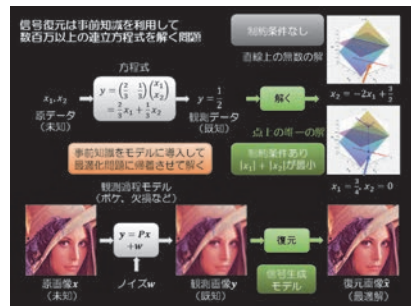 信号復元は事前知識を利用して
数百万以上の連立方程式を解く問題
制約条件なし
直線上の無数の解
方程式
x₁, x₂
原データ
(未知)
y = (2/3 1/3)(x₁ x₂)
= 2/3 x₁ + 1/3 x₂
y = 1/2
観測データ
(既知)
解く
x₂ = −2x₁ + 3/2
点上の唯一の解
事前知識をモデルに導入して
最適化問題に帰着させて解く
制約条件あり
|x₁| + |x₂|が最小
x₁ = 3/4, x₂ = 0
観測過程モデル
(ボケ、欠損など)
y = Px
+w
復元
信号生成
モデル
原画像x
(未知)
ノイズw
観測画像y
(既知)
復元画像x̂
(最適解)